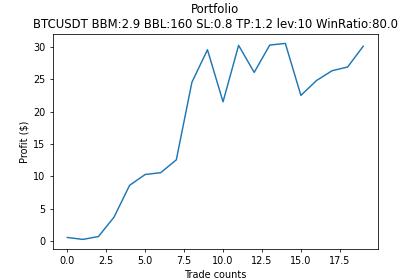 Portfolio
BTCUSDT BBM:2.9 BBL:160 SL:0.8 TP:1.2 lev:10 WinRatio:80.0
30
25
20
15
10
5
0
Profit ($)
0.0 2.5 5.0 7.5 10.0 12.5 15.0 17.5
Trade counts